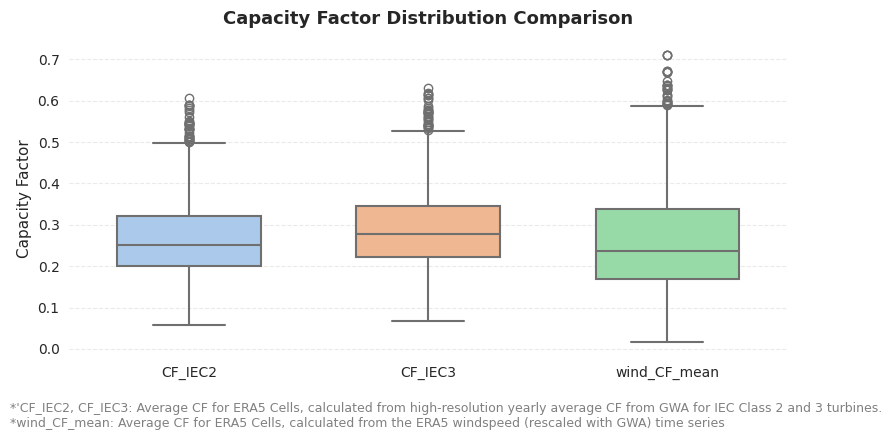 Capacity Factor Distribution Comparison
Capacity Factor
0.7
0.6
0.5
0.4
0.3
0.2
0.1
0.0
CF_IEC2
CF_IEC3
wind_CF_mean
*'CF_IEC2, CF_IEC3: Average CF for ERA5 Cells, calculated from high-resolution yearly average CF from GWA for IEC Class 2 and 3 turbines.
*wind_CF_mean: Average CF for ERA5 Cells, calculated from the ERA5 windspeed (rescaled with GWA) time series